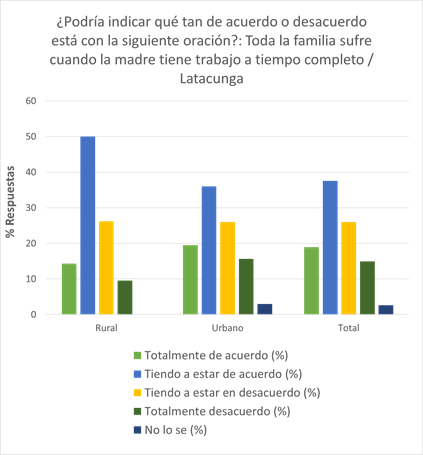 ¿Podría indicar qué tan de acuerdo o desacuerdo
está con la siguiente oración?: Toda la familia sufre
cuando la madre tiene trabajo a tiempo completo /
Latacunga
% Respuestas
60
50
40
30
20
10
0
Rural Urbano Total
Totalmente de acuerdo (%)
Tiendo a estar de acuerdo (%)
Tiendo a estar en desacuerdo (%)
Totalmente desacuerdo (%)
No lo se (%)